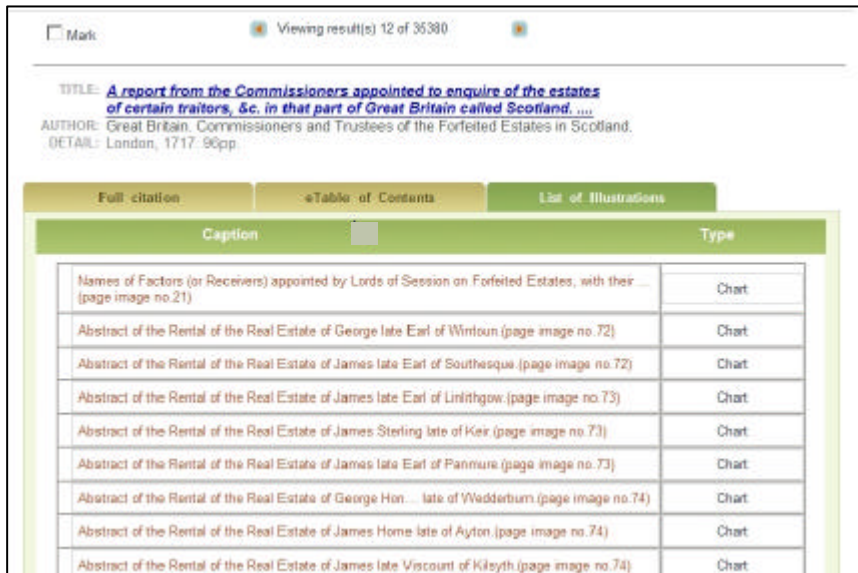 Mark
Viewing result(s) 12 of 35380
TITLE: A report from the Commissioners appointed to enquire of the estates
of certain traitors, &c. in that part of Great Britain called Scotland. ....
AUTHOR: Great Britain. Commissioners and Trustees of the Forfeited Estates in Scotland.
DETAIL: London, 1717. 96pp.
Full citation
eTable of Contents
List of Illustrations
Caption
Type
Names of Factors (or Receivers) appointed by Lords of Session on Forfeited Estates, with their ...
(page image no.21)
Chart
Abstract of the Rental of the Real Estate of George late Earl of Wintoun.(page image no.72)
Chart
Abstract of the Rental of the Real Estate of James late Earl of Southesque.(page image no.72)
Chart
Abstract of the Rental of the Real Estate of James late Earl of Linlithgow.(page image no.73)
Chart
Abstract of the Rental of the Real Estate of James Sterling late of Keir.(page image no.73)
Chart
Abstract of the Rental of the Real Estate of James late Earl of Panmure.(page image no.73)
Chart
Abstract of the Rental of the Real Estate of George Hon... late of Wedderburn.(page image no.74)
Chart
Abstract of the Rental of the Real Estate of James Home late of Ayton.(page image no.74)
Chart
Abstract of the Rental of the Real Estate of James late Viscount of Kilsyth.(page image no.74)
Chart